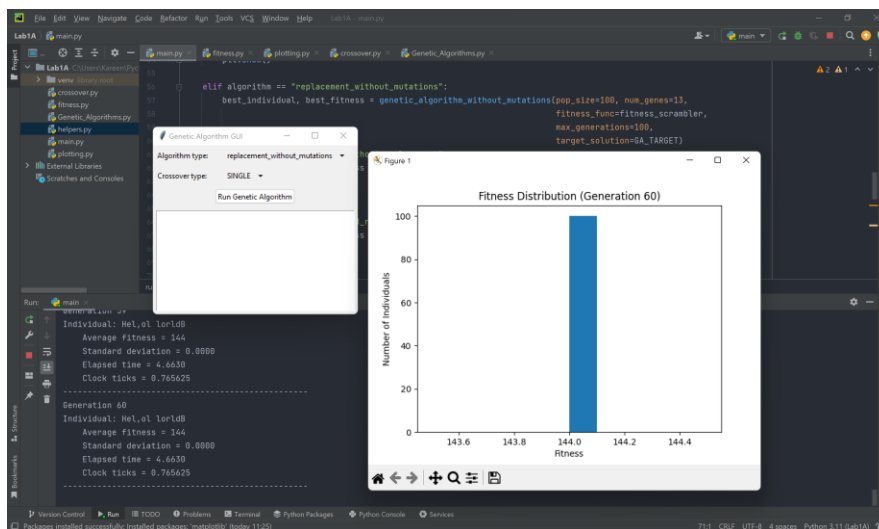 File Edit View Navigate Code Refactor Run Tools VCS Window Help Lab1A - main.py
Lab1A main.py
main
main.py fitness.py plotting.py crossover.py Genetic_Algorithms.py
Project
Lab1A
venv library root
crossover.py
fitness.py
Genetic_Algorithms.py
helpers.py
main.py
plotting.py
External Libraries
Scratches and Consoles
2 1
elif algorithm == "replacement_without_mutations":
best_individual, best_fitness = genetic_algorithm_without_mutations(pop_size=100, num_genes=13,
fitness_func=fitness_scrambler,
max_generations=100,
target_solution=GA_TARGET)
Genetic Algorithm GUI
Algorithm type: replacement_without_mutations
Crossover type: SINGLE
Run Genetic Algorithm
Figure 1
Fitness Distribution (Generation 60)
Number of Individuals
100
80
60
40
20
0
143.6 143.8 144.0 144.2 144.4
Fitness
Run: main
Individual: Hel,ol lorldB
Average fitness = 144
Standard deviation = 0.0000
Elapsed time = 4.6630
Clock ticks = 0.765625
--------------------------------------------------
Generation 60
Individual: Hel,ol lorldB
Average fitness = 144
Standard deviation = 0.0000
Elapsed time = 4.6630
Clock ticks = 0.765625
--------------------------------------------------
Structure
Bookmarks
Version Control Run TODO Problems Terminal Python Packages Python Console Services
Packages installed successfully: Installed packages: 'matplotlib' (today 11:25)
71:1 CRLF UTF-8 4 spaces Python 3.11 (Lab1A)